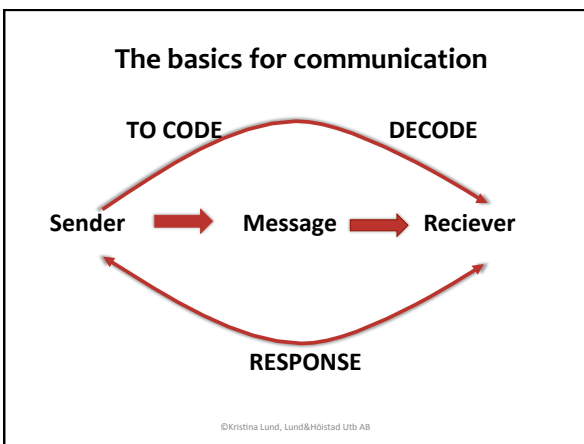 The basics for communication
TO CODE DECODE
Sender Message Reciever
RESPONSE
©Kristina Lund, Lund&Höistad Utb AB